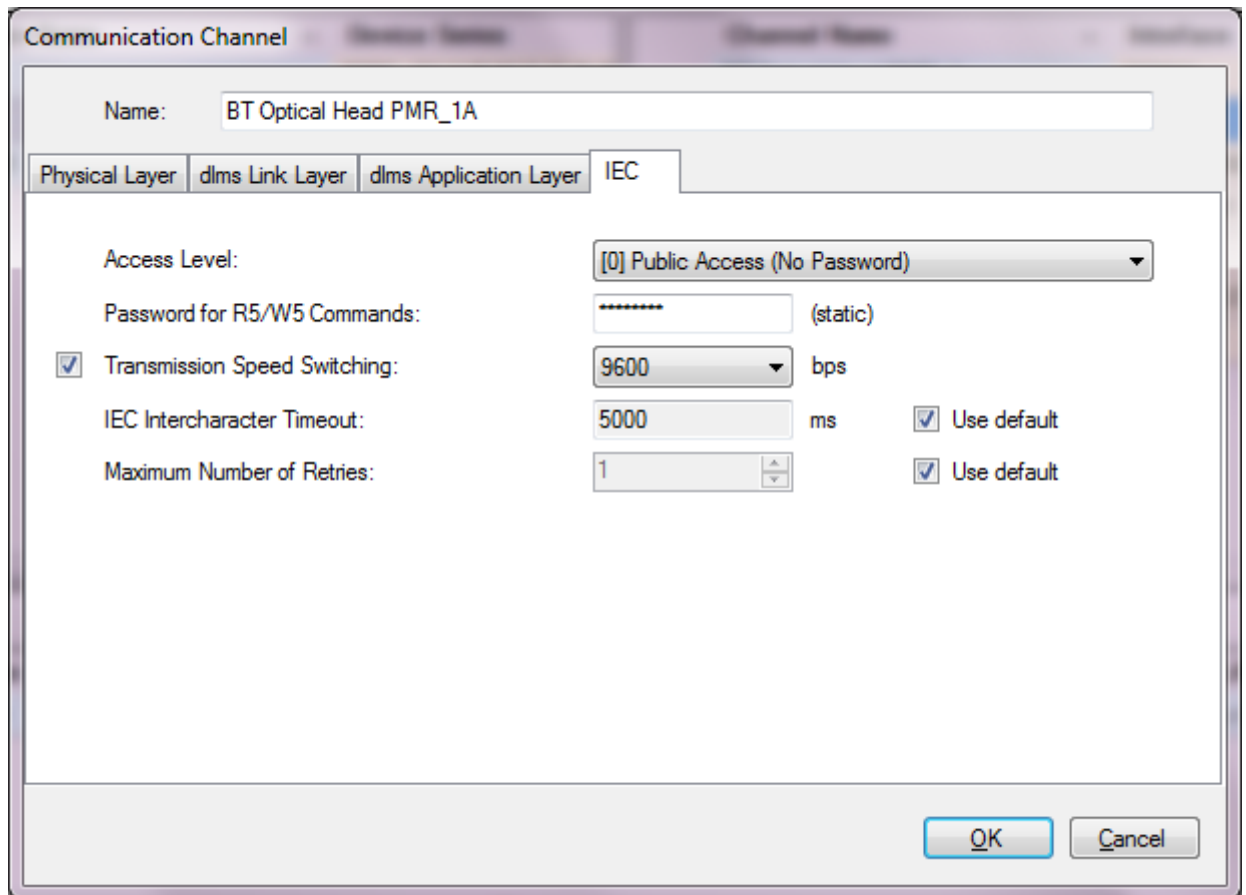 Communication Channel
Name: BT Optical Head PMR_1A
Physical Layer dlms Link Layer dlms Application Layer IEC
Access Level: [0] Public Access (No Password)
Password for R5/W5 Commands: ******** (static)
Transmission Speed Switching: 9600 bps
IEC Intercharacter Timeout: 5000 ms Use default
Maximum Number of Retries: 1 Use default
OK Cancel